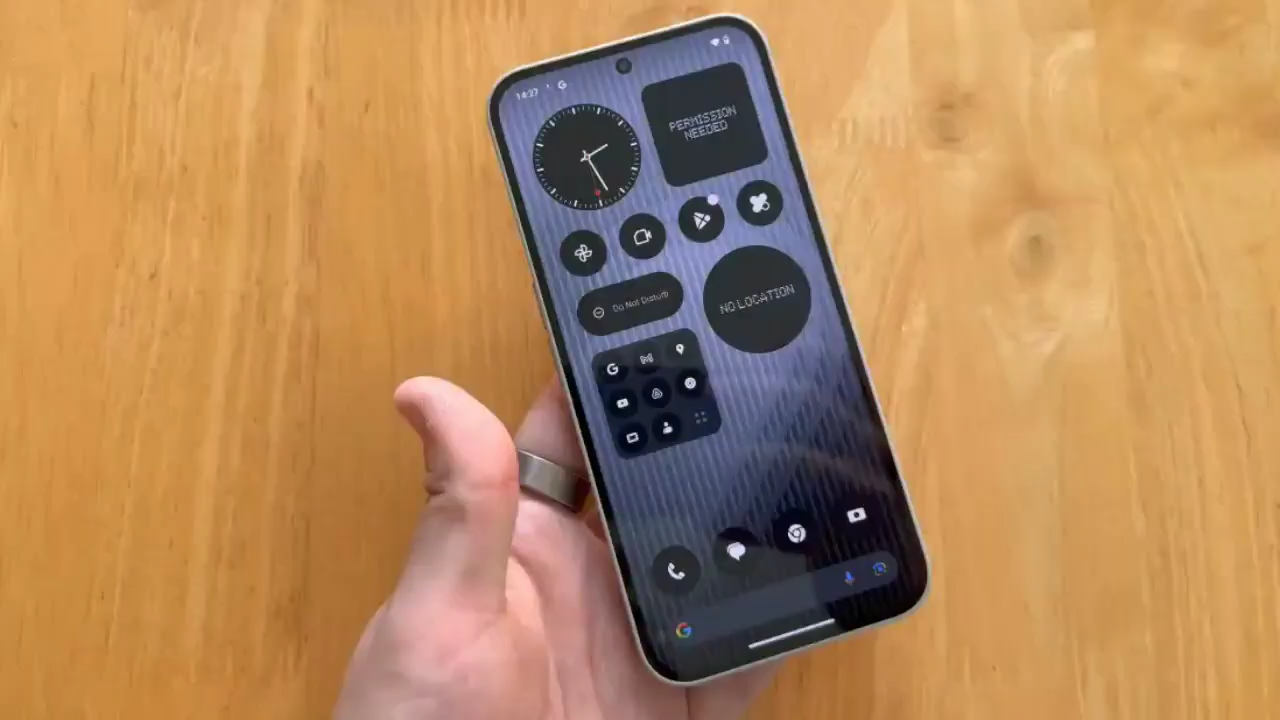 14:27 G
PERMISSION
NEEDED
Do Not Disturb
NO LOCATION
G
G